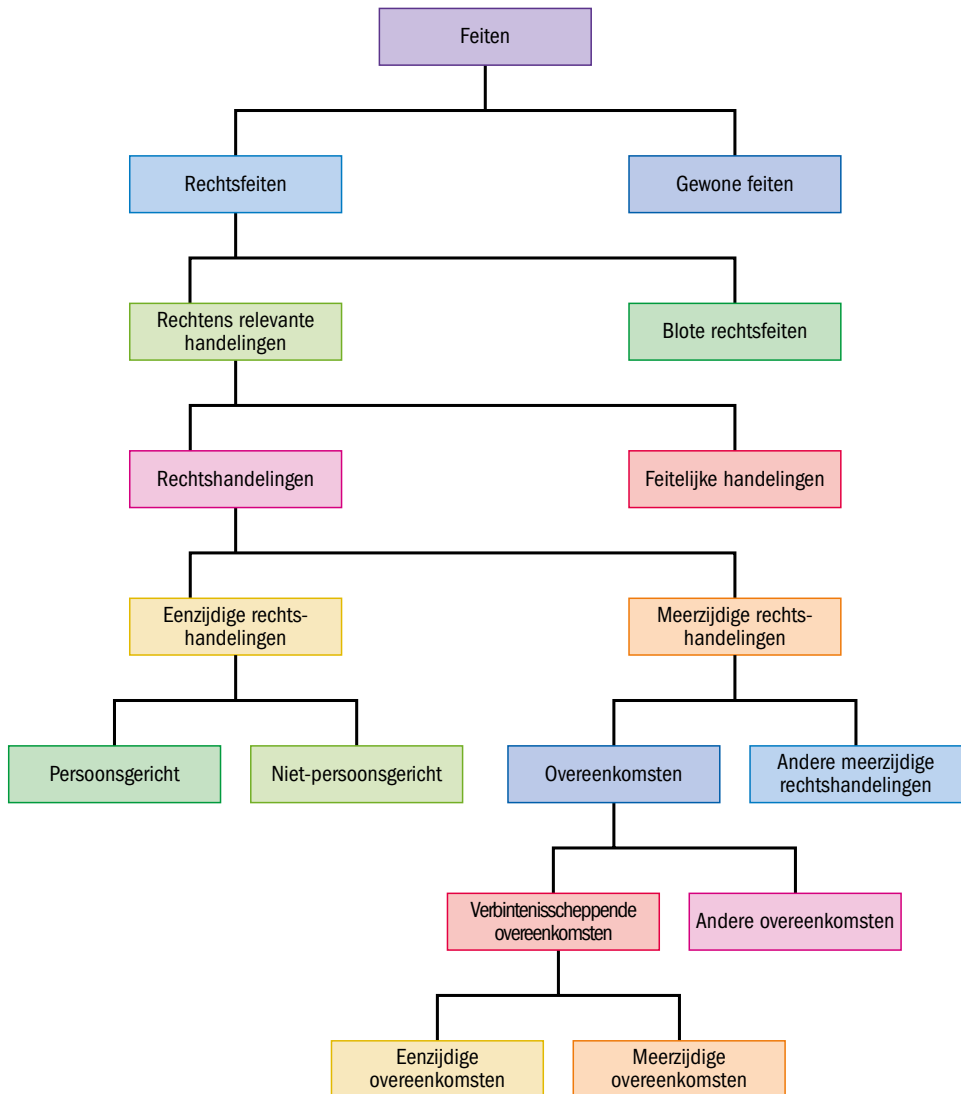 Feiten
Rechtsfeiten
Gewone feiten
Rechtens relevante
handelingen
Blote rechtsfeiten
Rechtshandelingen
Feitelijke handelingen
Eenzijdige rechts-
handelingen
Meerzijdige rechts-
handelingen
Persoonsgericht
Niet-persoonsgericht
Overeenkomsten
Andere meerzijdige
rechtshandelingen
Verbintenisscheppende
overeenkomsten
Andere overeenkomsten
Eenzijdige
overeenkomsten
Meerzijdige
overeenkomsten